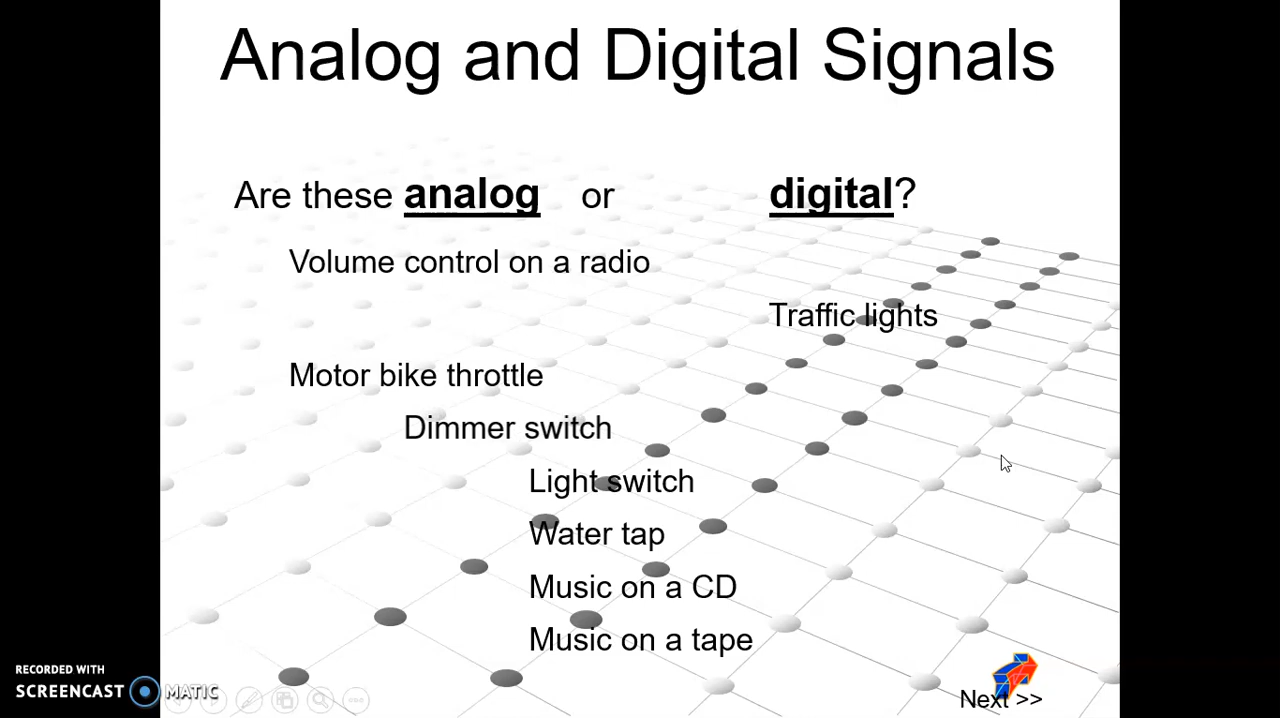 Analog and Digital Signals
Are these analog or digital?
Volume control on a radio
Traffic lights
Motor bike throttle
Dimmer switch
Light switch
Water tap
Music on a CD
Music on a tape
Next >>
RECORDED WITH
SCREENCAST MATIC